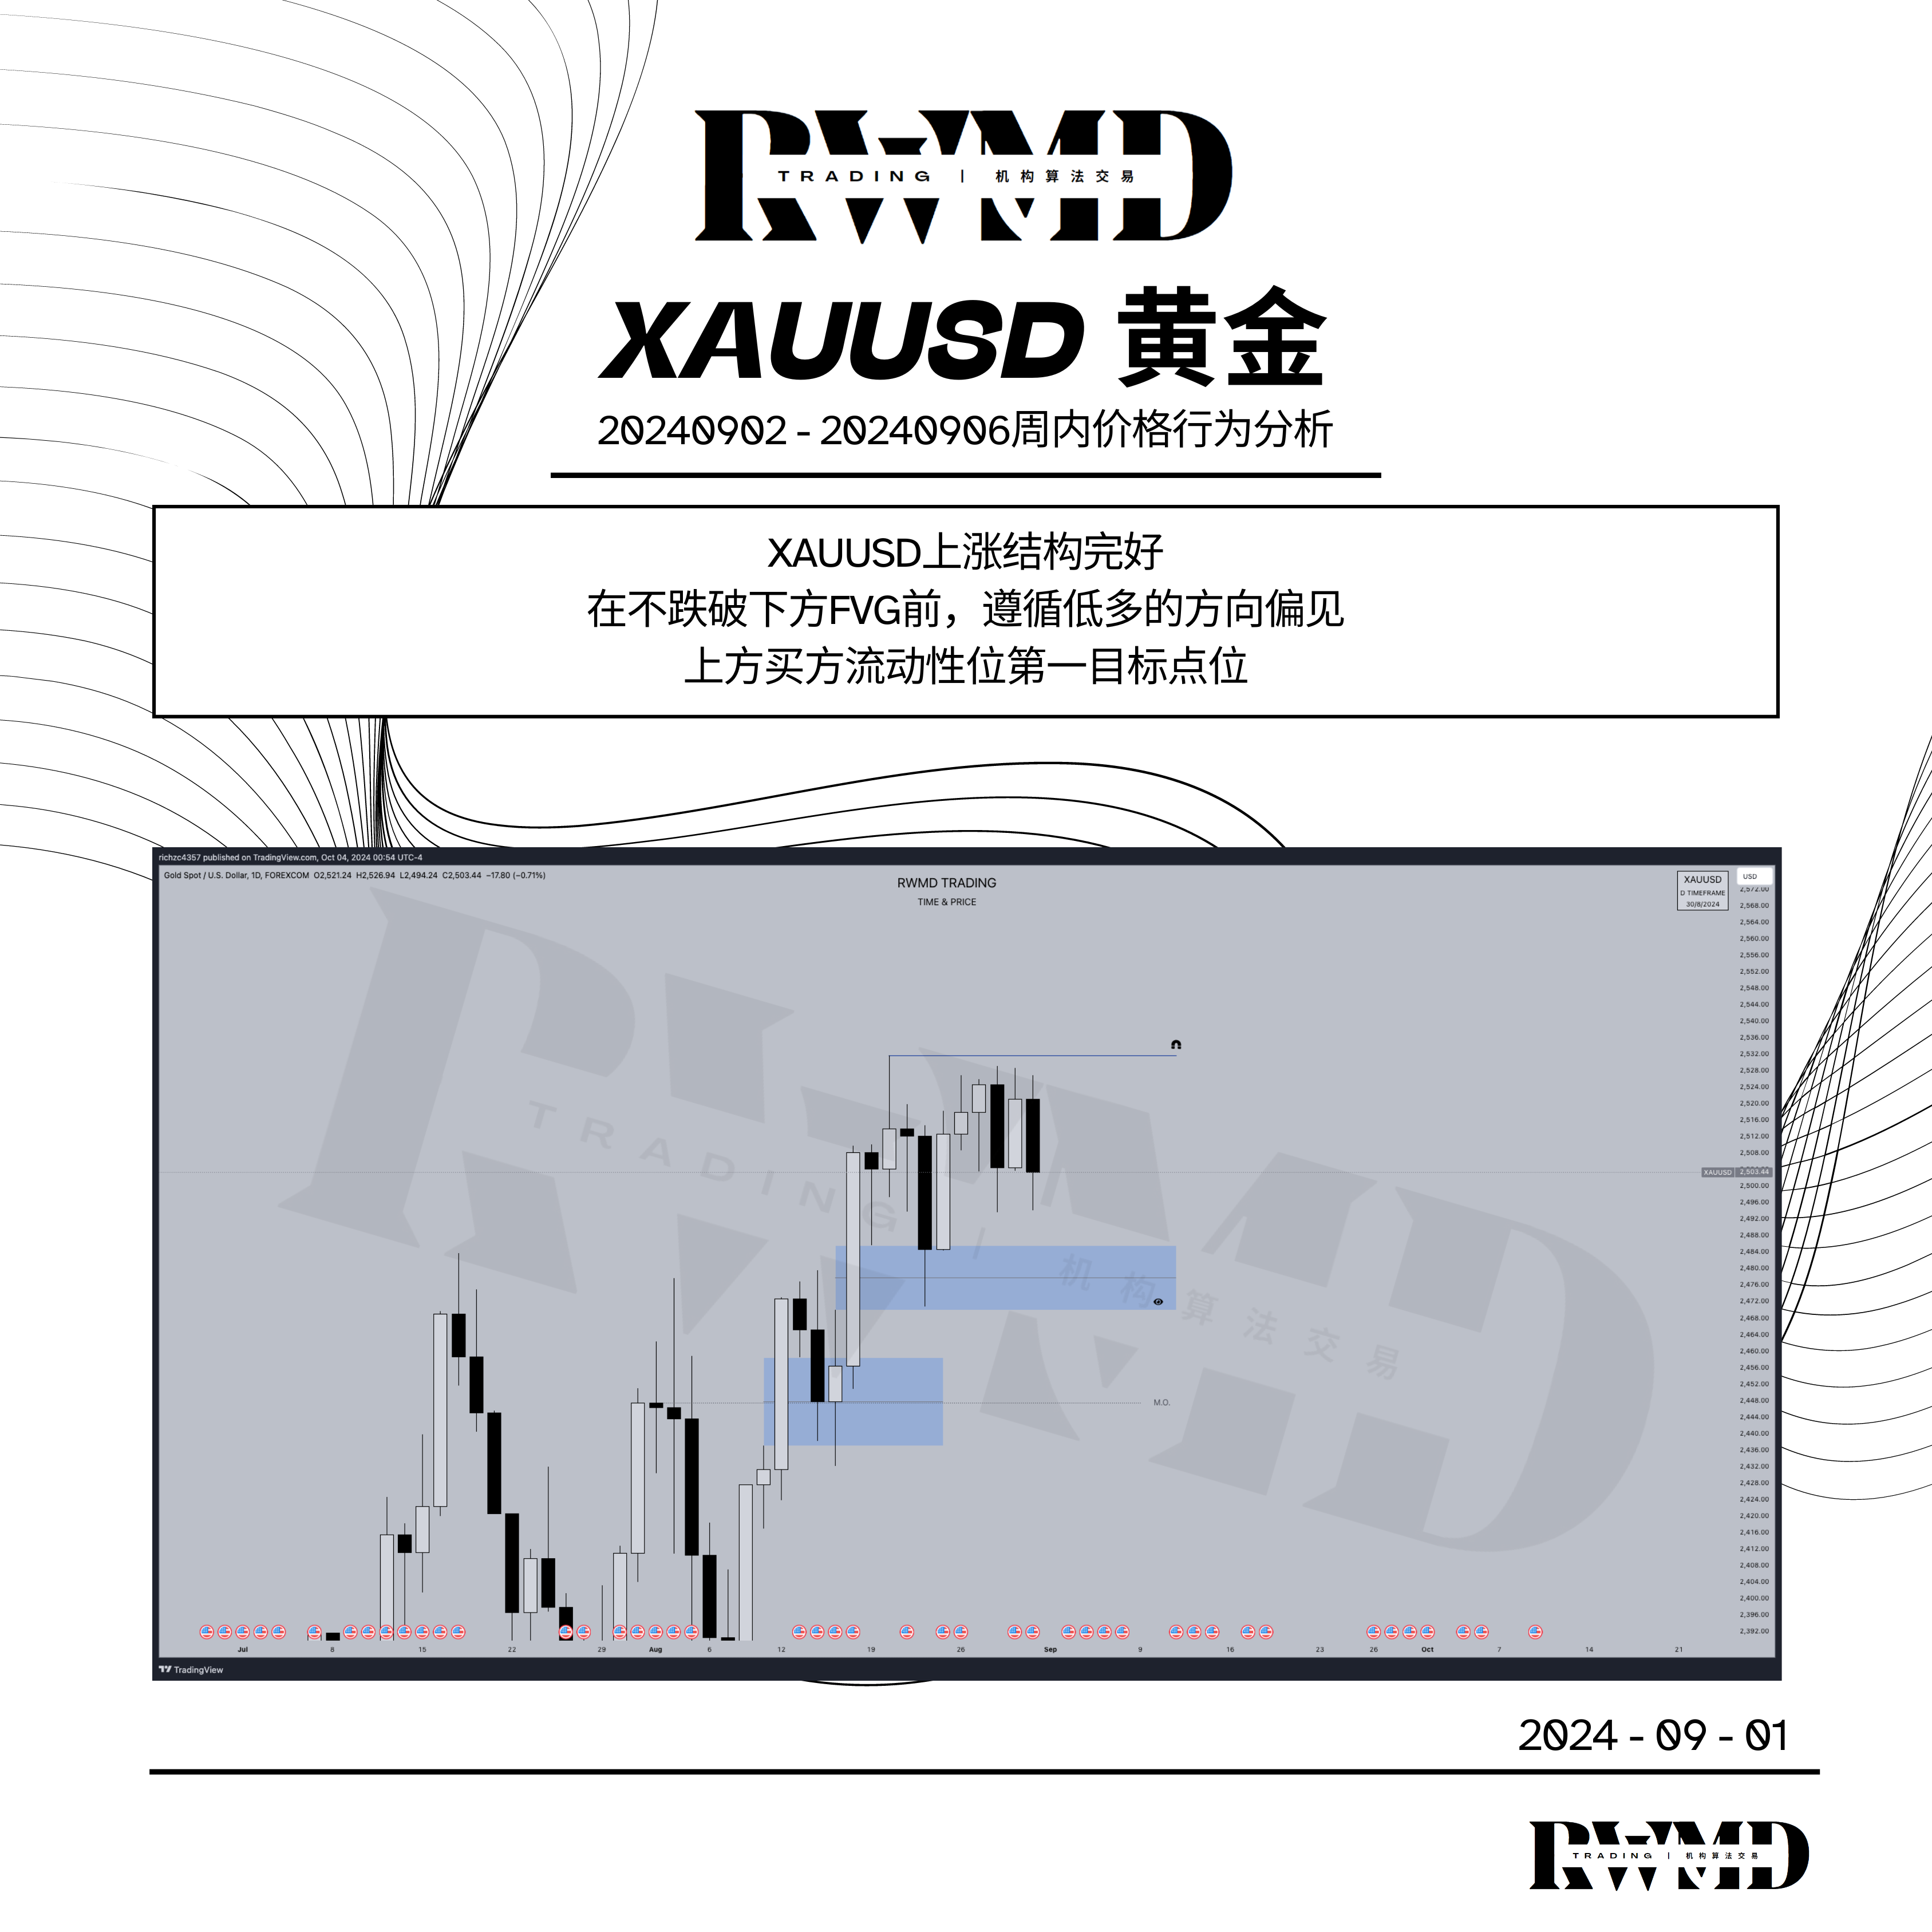 RWMD
TRADING | 机构算法交易
XAUUSD 黄金
20240902 - 20240906周内价格行为分析
XAUUSD上涨结构完好
在不跌破下方FVG前，遵循低多的方向偏见
上方买方流动性位第一目标点位
richzc4357 published on TradingView.com, Oct 04, 2024 00:54 UTC-4
Gold Spot / U.S. Dollar, 1D, FOREXCOM O2,521.24 H2,526.94 L2,494.24 C2,503.44 −17.80 (−0.71%)
RWMD TRADING
TIME & PRICE
XAUUSD
D TIMEFRAME
30/8/2024
USD
2,572.00
2,568.00
2,564.00
2,560.00
2,556.00
2,552.00
2,548.00
2,544.00
2,540.00
2,536.00
2,532.00
2,528.00
2,524.00
2,520.00
2,516.00
2,512.00
2,508.00
XAUUSD 2,503.44
2,500.00
2,496.00
2,492.00
2,488.00
2,484.00
2,480.00
2,476.00
2,472.00
2,468.00
2,464.00
2,460.00
2,456.00
2,452.00
2,448.00
2,444.00
2,440.00
2,436.00
2,432.00
2,428.00
2,424.00
2,420.00
2,416.00
2,412.00
2,408.00
2,404.00
2,400.00
2,396.00
2,392.00
RWMD
TRADING | 机构算法交易
M.O.
Jul 8 15 22 29 Aug 6 12 19 26 Sep 9 16 23 26 Oct 7 14 21
TradingView
2024 - 09 - 01
RWMD
TRADING | 机构算法交易